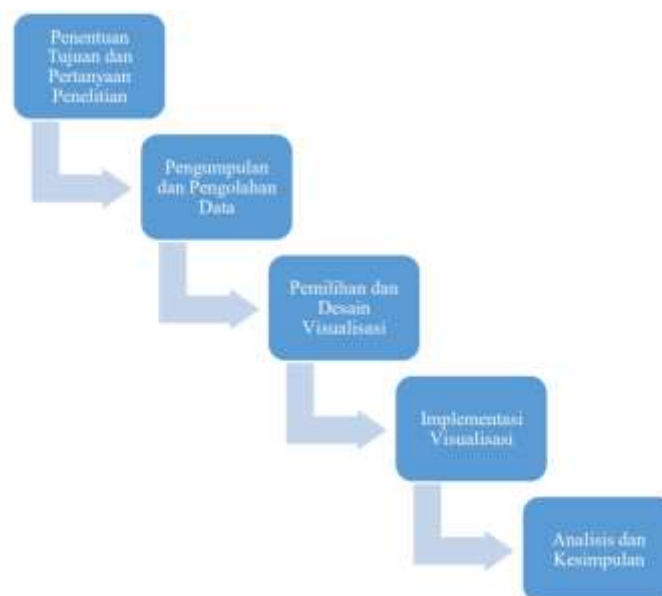 Penentuan
Tujuan dan
Pertanyaan
Penelitian
Pengumpulan
dan Pengolahan
Data
Pemilihan dan
Desain
Visualisasi
Implementasi
Visualisasi
Analisis dan
Kesimpulan